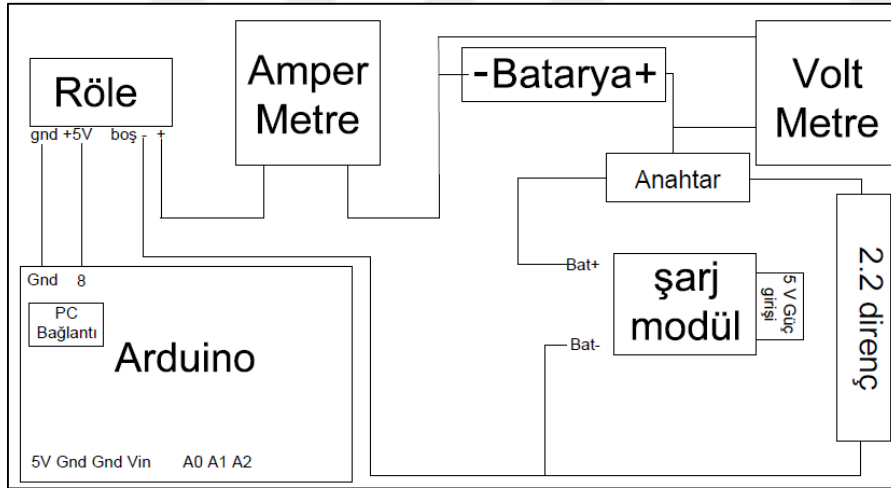 Röle
gnd +5V boş - +
Amper
Metre
-Batarya+
Volt
Metre
Anahtar
Gnd 8
PC
Bağlantı
Arduino
5V Gnd Gnd Vin A0 A1 A2
Bat+
Bat-
şarj
modül
5 V Güç
girişi
2.2 direnç